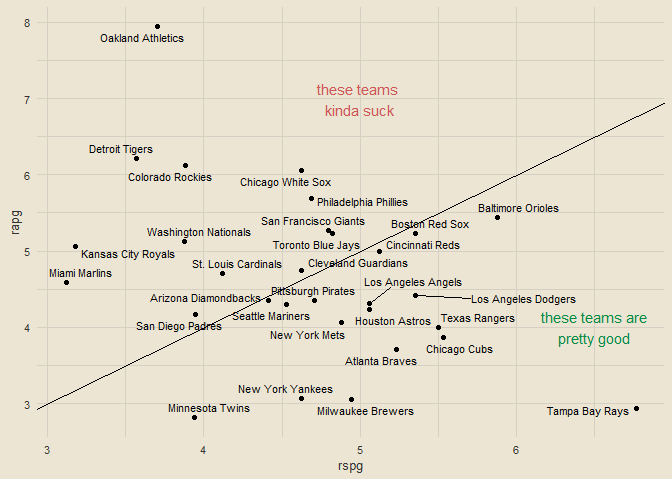 8
Oakland Athletics
these teams
kinda suck
7
Detroit Tigers
Colorado Rockies
6
Chicago White Sox
Philadelphia Phillies
Baltimore Orioles
San Francisco Giants
Boston Red Sox
Washington Nationals
Toronto Blue Jays
Cincinnati Reds
rapg
5
Kansas City Royals
St. Louis Cardinals
Cleveland Guardians
Miami Marlins
Los Angeles Angels
Arizona Diamondbacks
Pittsburgh Pirates
Los Angeles Dodgers
Seattle Mariners
Houston Astros
Texas Rangers
these teams are
pretty good
4
San Diego Padres
New York Mets
Chicago Cubs
Atlanta Braves
New York Yankees
3
Minnesota Twins
Milwaukee Brewers
Tampa Bay Rays
3 4 5 6
rspg